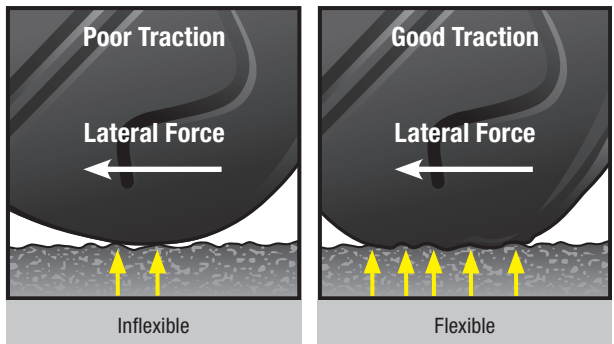 Poor Traction
Lateral Force
Inflexible
Good Traction
Lateral Force
Flexible